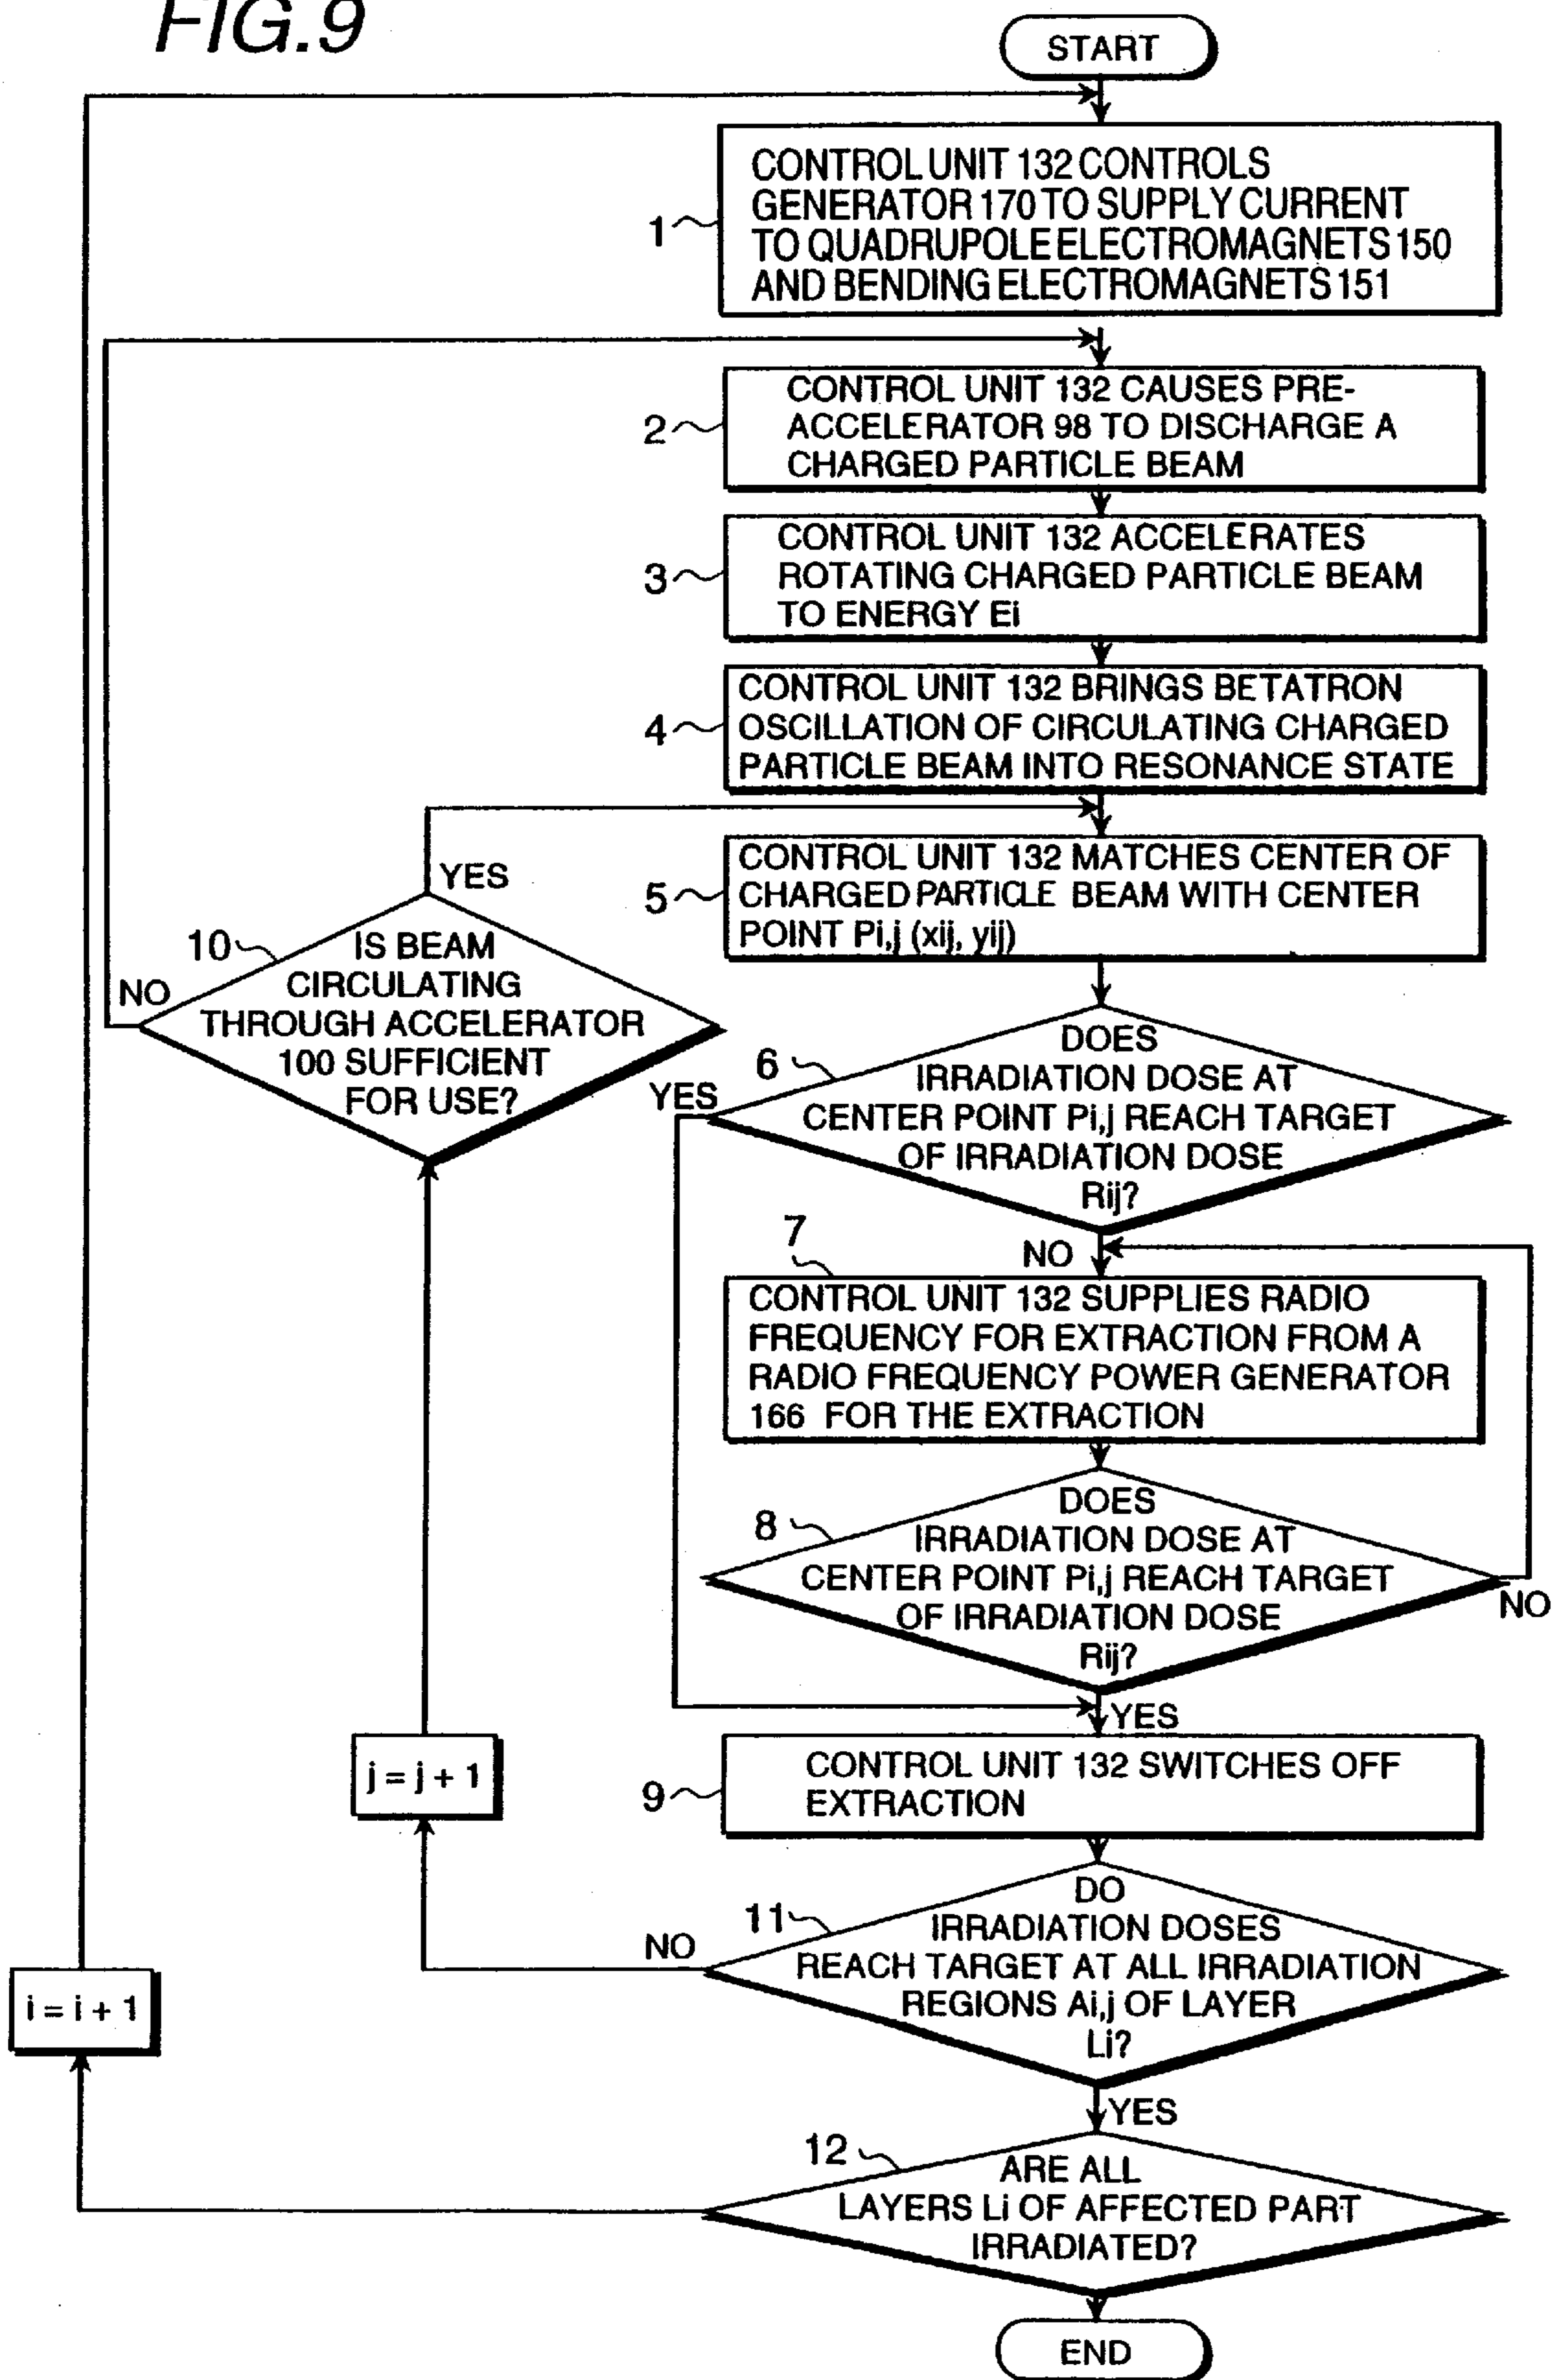 FIG.9
START
1
CONTROL UNIT 132 CONTROLS
GENERATOR 170 TO SUPPLY CURRENT
TO QUADRUPOLE ELECTROMAGNETS 150
AND BENDING ELECTROMAGNETS 151
2
CONTROL UNIT 132 CAUSES PRE-
ACCELERATOR 98 TO DISCHARGE A
CHARGED PARTICLE BEAM
3
CONTROL UNIT 132 ACCELERATES
ROTATING CHARGED PARTICLE BEAM
TO ENERGY Ei
4
CONTROL UNIT 132 BRINGS BETATRON
OSCILLATION OF CIRCULATING CHARGED
PARTICLE BEAM INTO RESONANCE STATE
5
CONTROL UNIT 132 MATCHES CENTER OF
CHARGED PARTICLE BEAM WITH CENTER
POINT Pi,j (xij, yij)
YES
10
IS BEAM
CIRCULATING
THROUGH ACCELERATOR
100 SUFFICIENT
FOR USE?
NO
6
DOES
IRRADIATION DOSE AT
CENTER POINT Pi,j REACH TARGET
OF IRRADIATION DOSE
Rij?
YES
NO
7
CONTROL UNIT 132 SUPPLIES RADIO
FREQUENCY FOR EXTRACTION FROM A
RADIO FREQUENCY POWER GENERATOR
166 FOR THE EXTRACTION
8
DOES
IRRADIATION DOSE AT
CENTER POINT Pi,j REACH TARGET
OF IRRADIATION DOSE
Rij?
NO
YES
9
CONTROL UNIT 132 SWITCHES OFF
EXTRACTION
j = j + 1
11
DO
IRRADIATION DOSES
REACH TARGET AT ALL IRRADIATION
REGIONS Ai,j OF LAYER
Li?
NO
YES
i = i + 1
12
ARE ALL
LAYERS Li OF AFFECTED PART
IRRADIATED?
END